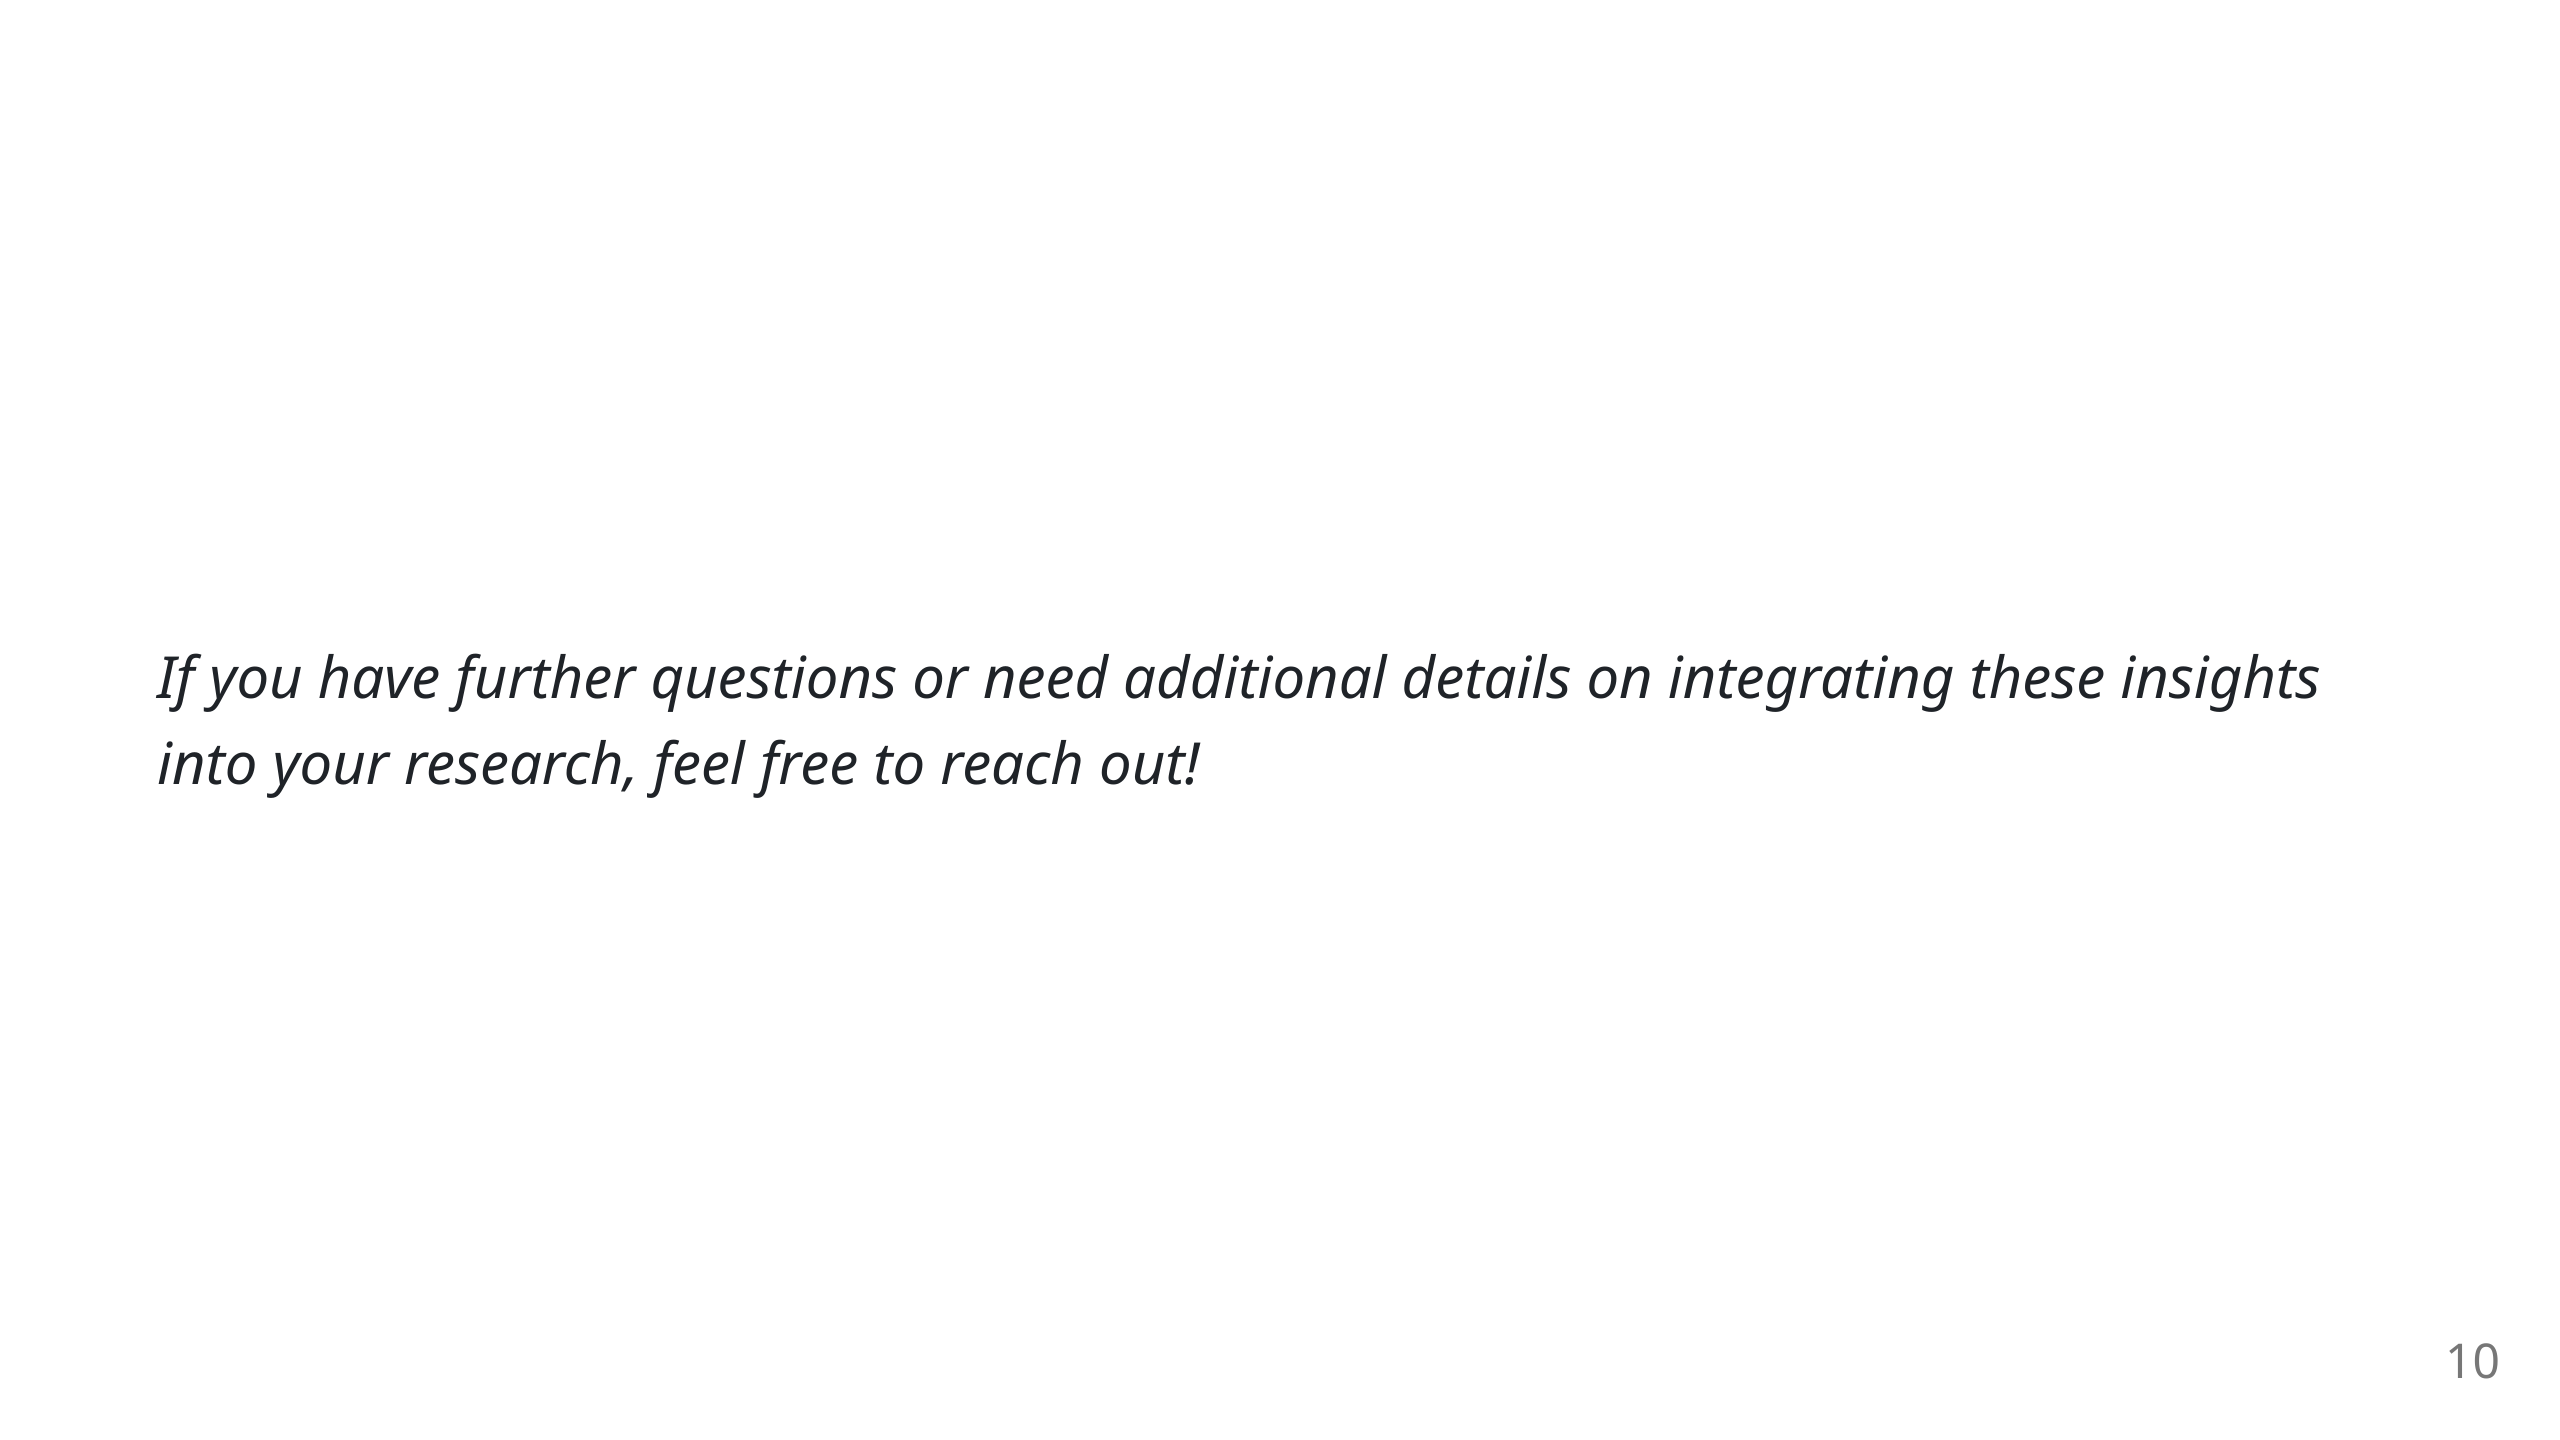 If you have further questions or need additional details on integrating these insights
into your research, feel free to reach out!
10